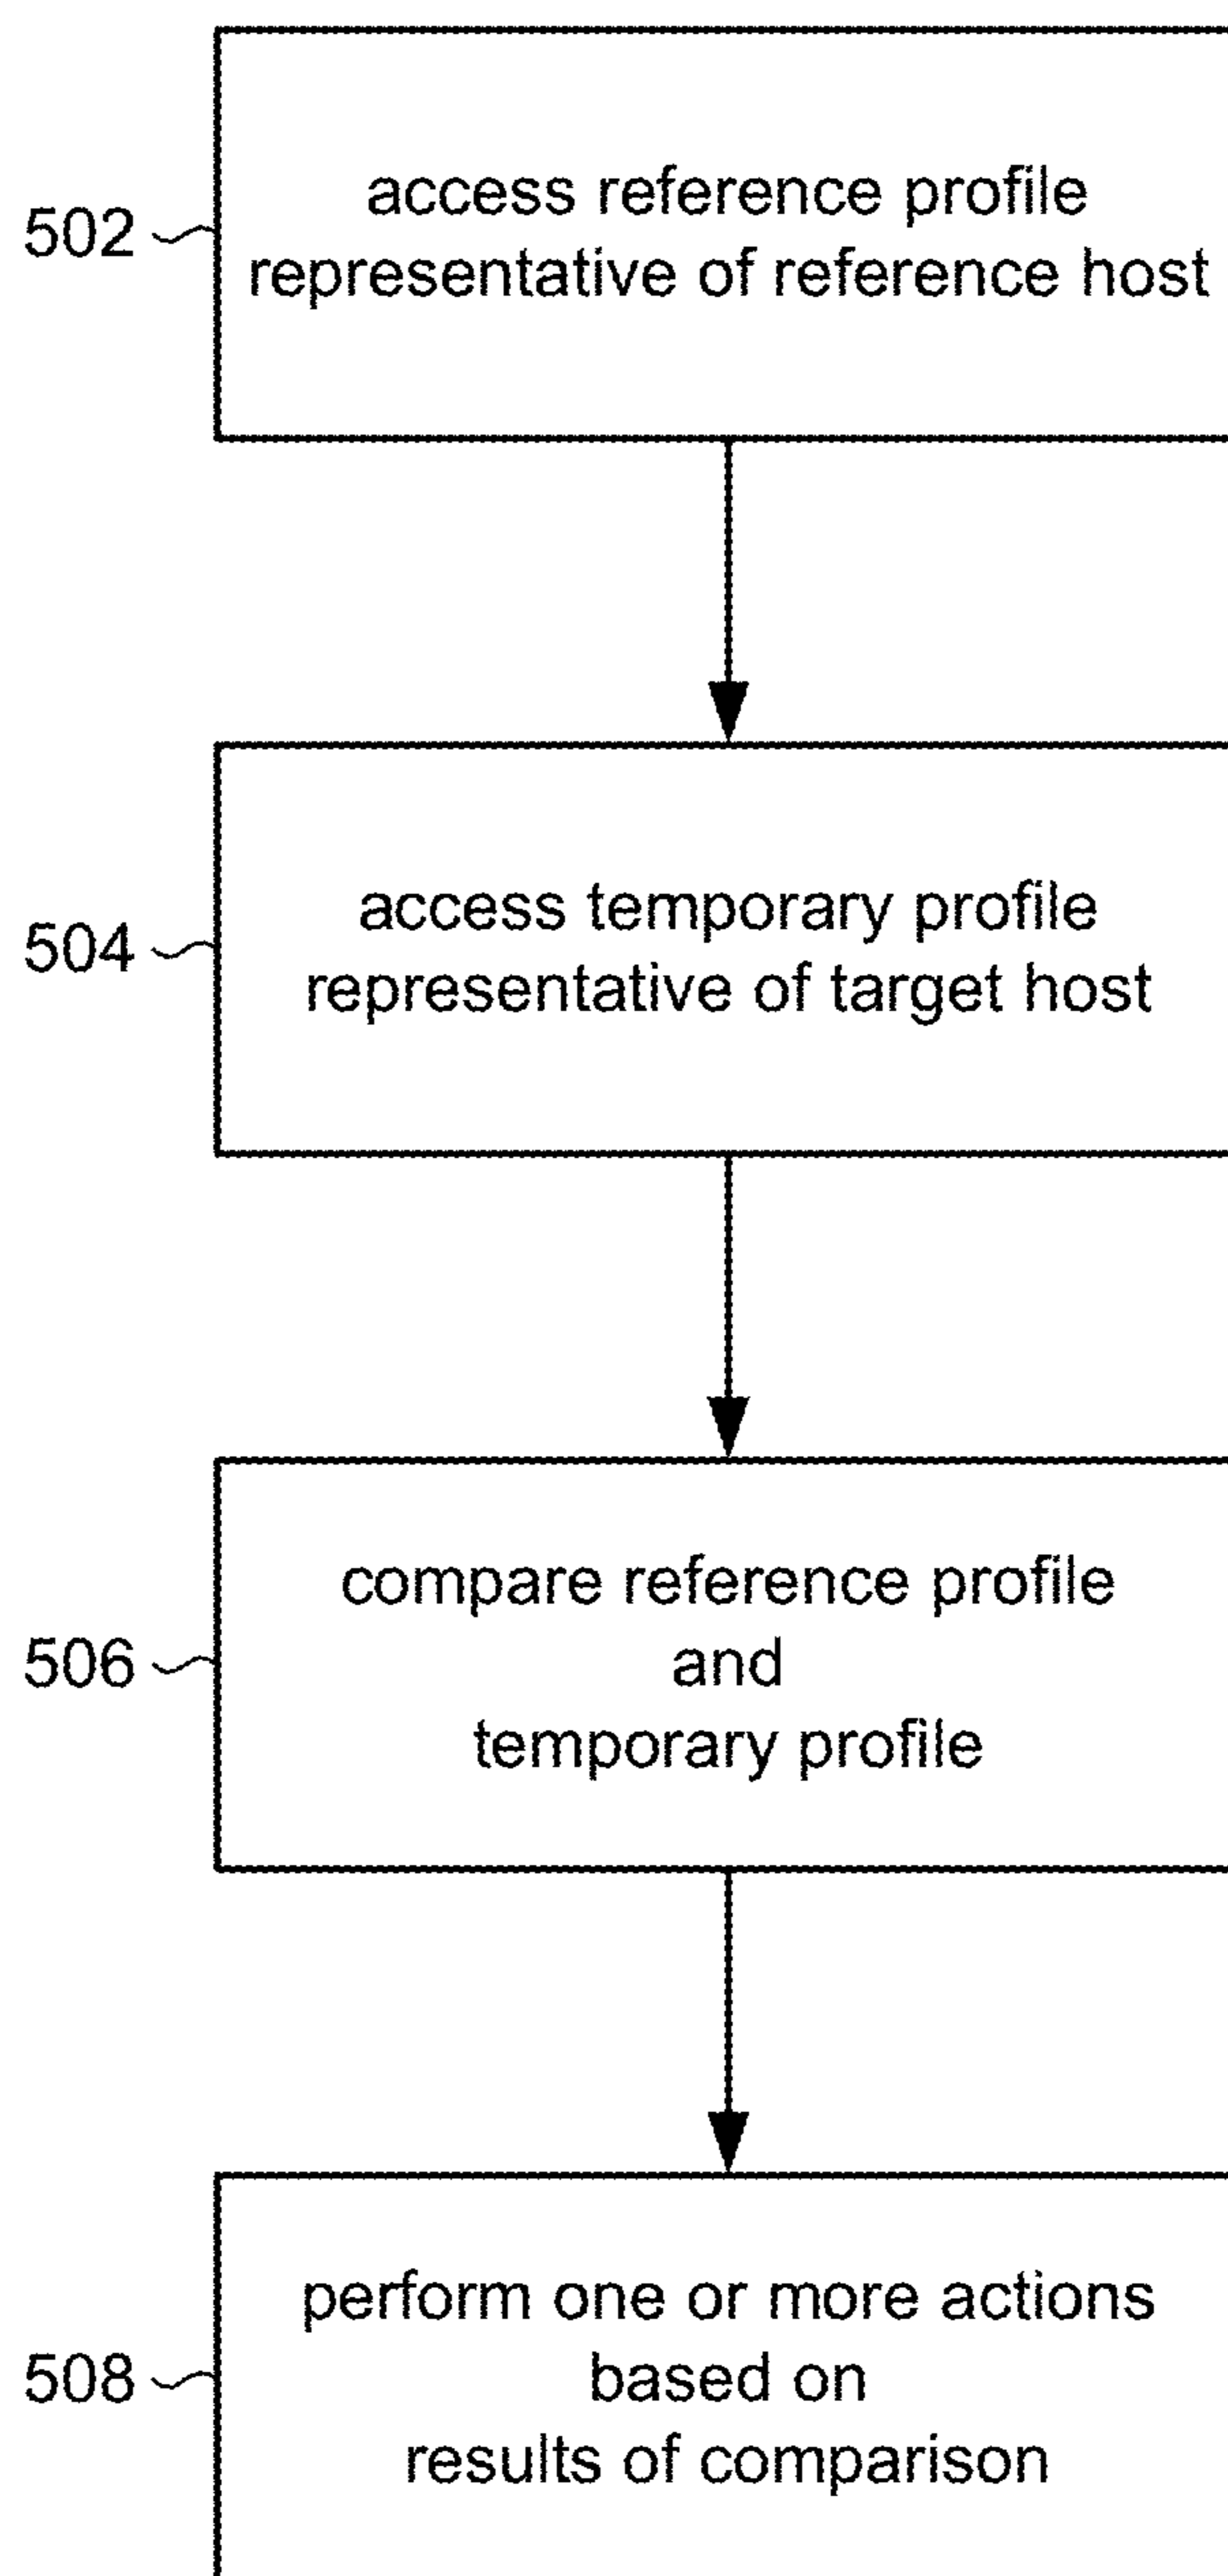 access reference profile
502
representative of reference host
access temporary profile
504
representative of target host
compare reference profile
506
and
temporary profile
perform one or more actions
508
based on
results of comparison